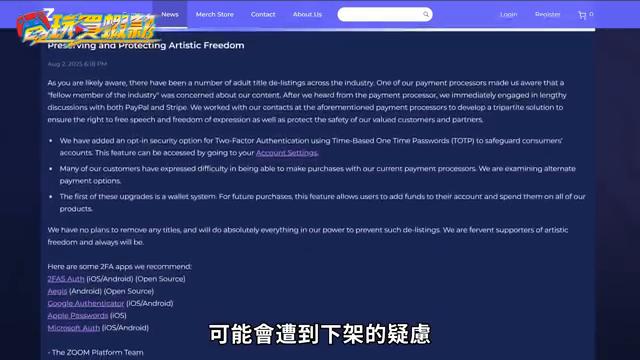 玩命買蝦款
News
Merch Store
Contact
About Us
Login
Register
0
Preserving and Protecting Artistic Freedom
Aug 2, 2025 6:18 PM
As you are likely aware, there have been a number of adult title de-listings across the industry. One of our payment processors made us aware that a
"fellow member of the industry" was concerned about our content. After we heard from the payment processor, we immediately engaged in lengthy
discussions with both PayPal and Stripe. We worked with our contacts at the aforementioned payment processors to develop a tripartite solution to
ensure the right to free speech and freedom of expression as well as protect the safety of our valued customers and partners.
We have added an opt-in security option for Two-Factor Authentication using Time-Based One Time Passwords (TOTP) to safeguard consumers'
accounts. This feature can be accessed by going to your Account Settings.
Many of our customers have expressed difficulty in being able to make purchases with our current payment processors. We are examining alternate
payment options.
The first of these upgrades is a wallet system. For future purchases, this feature allows users to add funds to their account and spend them on all of our
products.
We have no plans to remove any titles, and will do absolutely everything in our power to prevent such de-listings. We are fervent supporters of artistic
freedom and always will be.
Here are some 2FA apps we recommend:
2FAS Auth (iOS/Android) (Open Source)
Aegis (Android) (Open Source)
Google Authenticator (iOS/Android)
Apple Passwords (iOS)
Microsoft Auth (iOS/Android)
可能會遭到下架的疑慮
- The ZOOM Platform Team